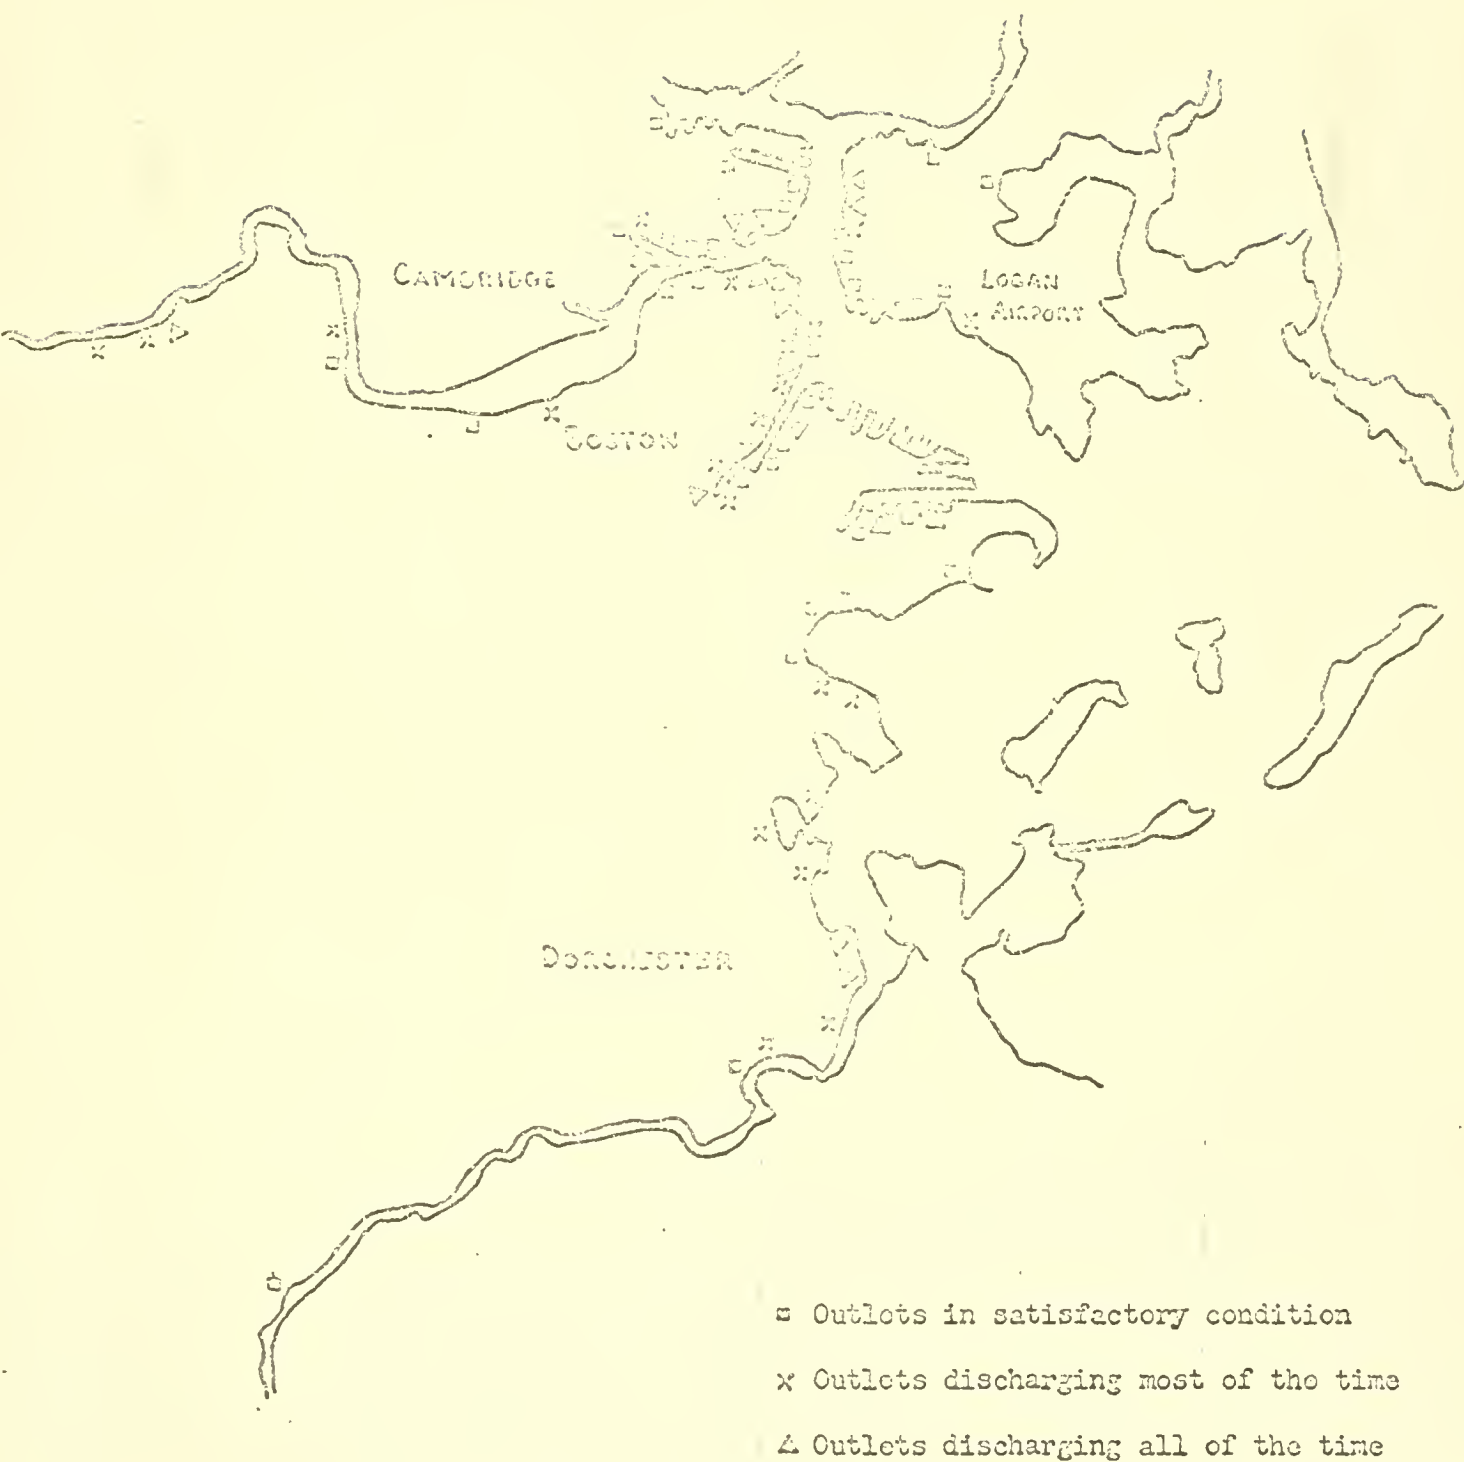 CAMBRIDGE
LOGAN
AIRPORT
BOSTON
DORCHESTER
Outlets in satisfactory condition
x Outlets discharging most of the time
Δ Outlets discharging all of the time